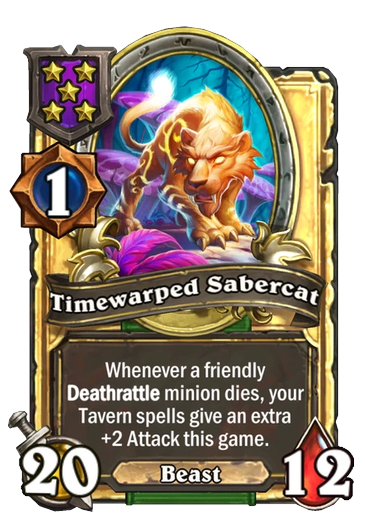 1
Timewarped Sabercat
Whenever a friendly
Deathrattle minion dies, your
Tavern spells give an extra
+2 Attack this game.
20
Beast
12